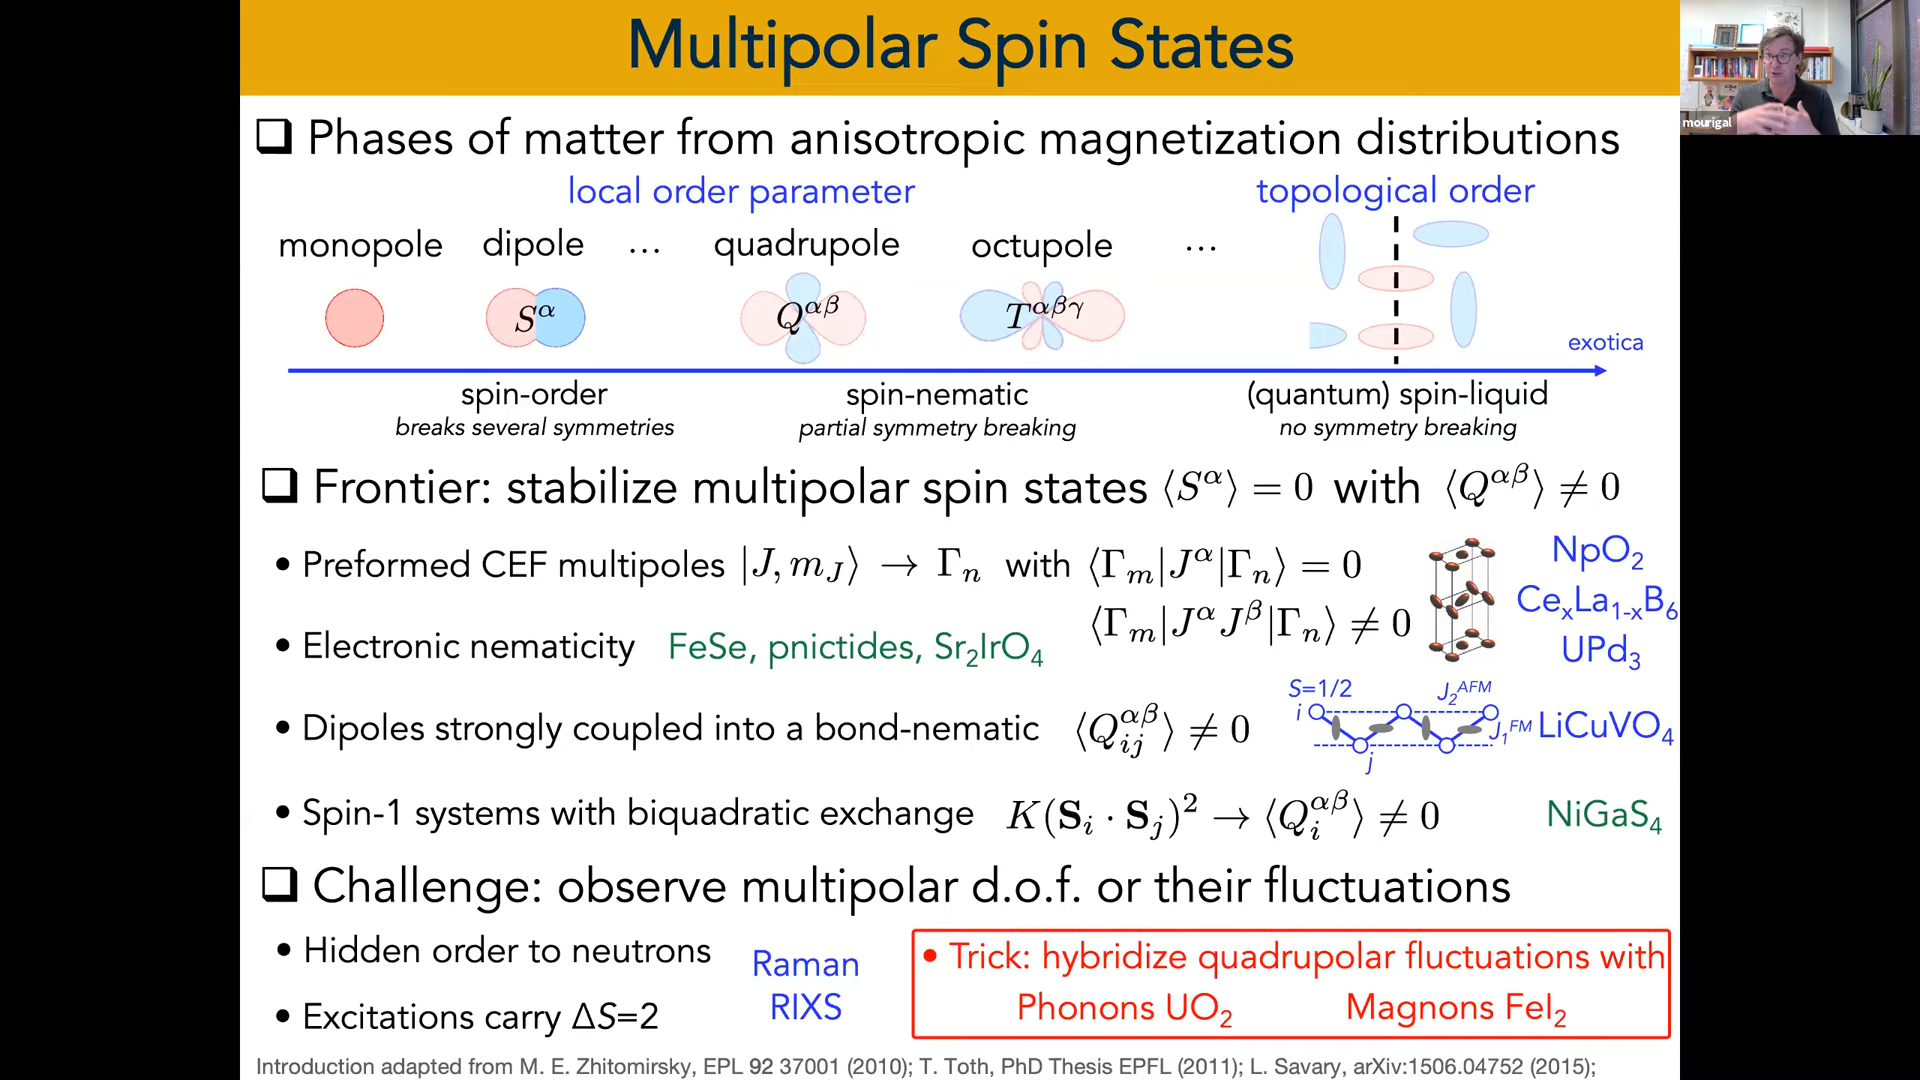 Multipolar Spin States
mourigal
❑ Phases of matter from anisotropic magnetization distributions
local order parameter
topological order
monopole dipole ... quadrupole octupole ...
S^α Q^{αβ} T^{αβγ}
exotica
spin-order spin-nematic (quantum) spin-liquid
breaks several symmetries partial symmetry breaking no symmetry breaking
❑ Frontier: stabilize multipolar spin states ⟨S^α⟩ = 0 with ⟨Q^{αβ}⟩ ≠ 0
• Preformed CEF multipoles |J, m_J⟩ → Γ_n with ⟨Γ_m|J^α|Γ_n⟩ = 0
⟨Γ_m|J^α J^β|Γ_n⟩ ≠ 0
NpO₂
CeₓLa₁₋ₓB₆
UPd₃
• Electronic nematicity FeSe, pnictides, Sr₂IrO₄
• Dipoles strongly coupled into a bond-nematic ⟨Q_{ij}^{αβ}⟩ ≠ 0
S=1/2 J₂^{AFM}
i
J₁^{FM} LiCuVO₄
j
• Spin-1 systems with biquadratic exchange K(S_i · S_j)² → ⟨Q_i^{αβ}⟩ ≠ 0 NiGaS₄
❑ Challenge: observe multipolar d.o.f. or their fluctuations
• Hidden order to neutrons
• Excitations carry ΔS=2
Raman
RIXS
• Trick: hybridize quadrupolar fluctuations with
Phonons UO₂ Magnons FeI₂
Introduction adapted from M. E. Zhitomirsky, EPL 92 37001 (2010); T. Toth, PhD Thesis EPFL (2011); L. Savary, arXiv:1506.04752 (2015);